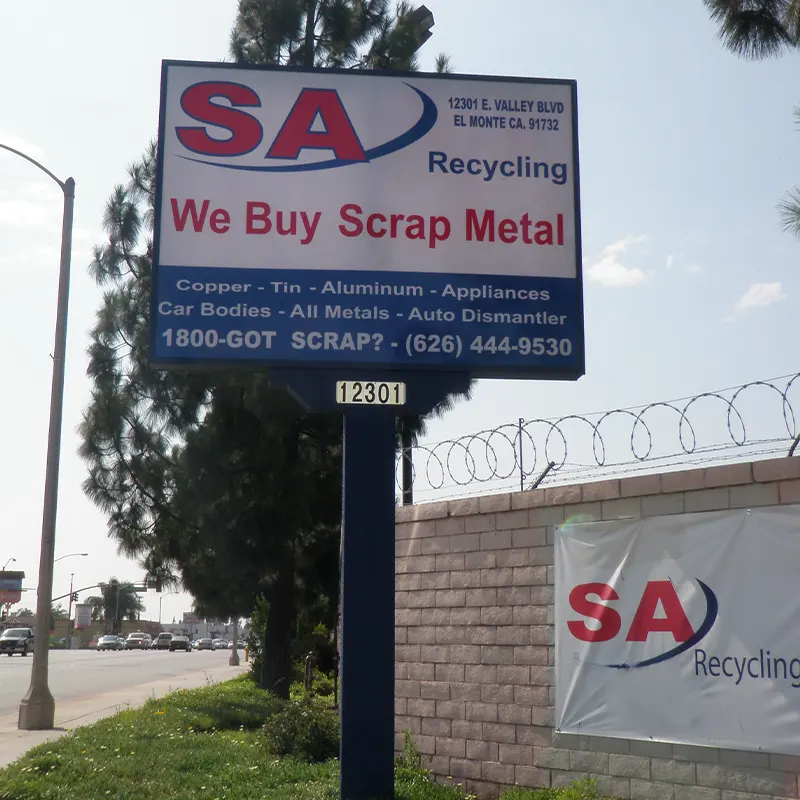 SA
12301 E. VALLEY BLVD
EL MONTE CA. 91732
Recycling
We Buy Scrap Metal
Copper - Tin - Aluminum - Appliances
Car Bodies - All Metals - Auto Dismantler
1800-GOT SCRAP? - (626) 444-9530
12301
SA
Recycling